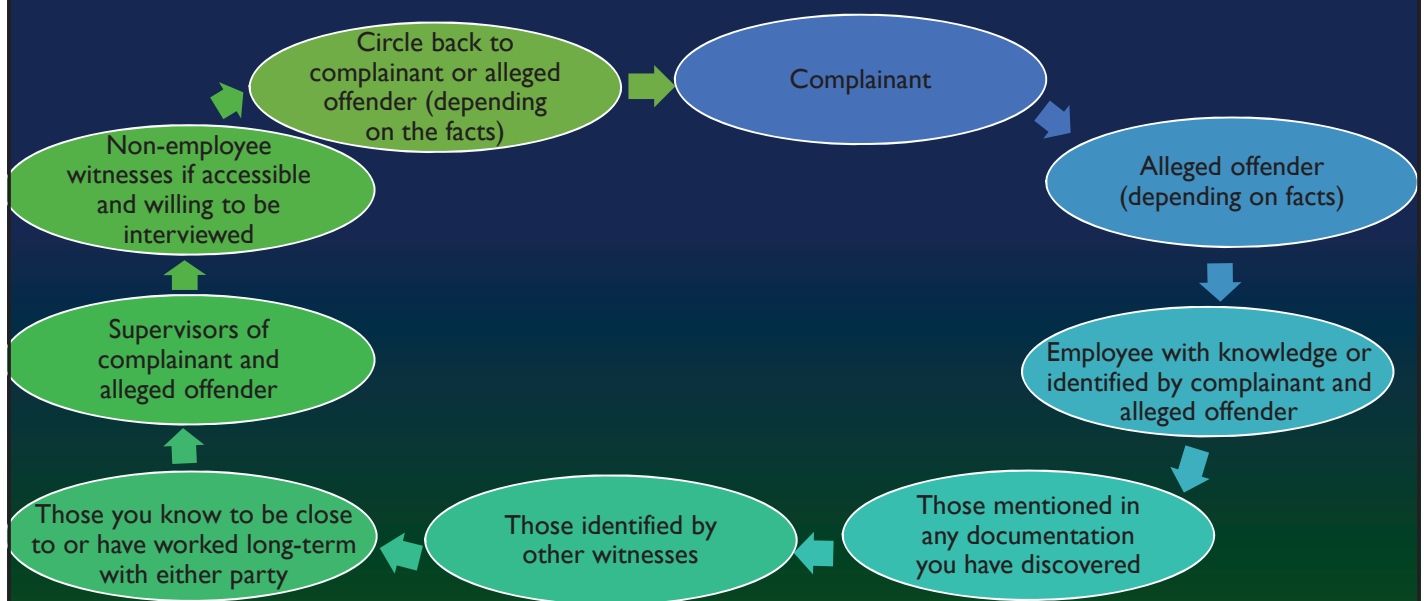 Complainant
Alleged offender
(depending on facts)
Employee with knowledge or
identified by complainant and
alleged offender
Those mentioned in
any documentation
you have discovered
Those identified by
other witnesses
Those you know to be close
to or have worked long-term
with either party
Supervisors of
complainant and
alleged offender
Non-employee
witnesses if accessible
and willing to be
interviewed
Circle back to
complainant or alleged
offender (depending
on the facts)